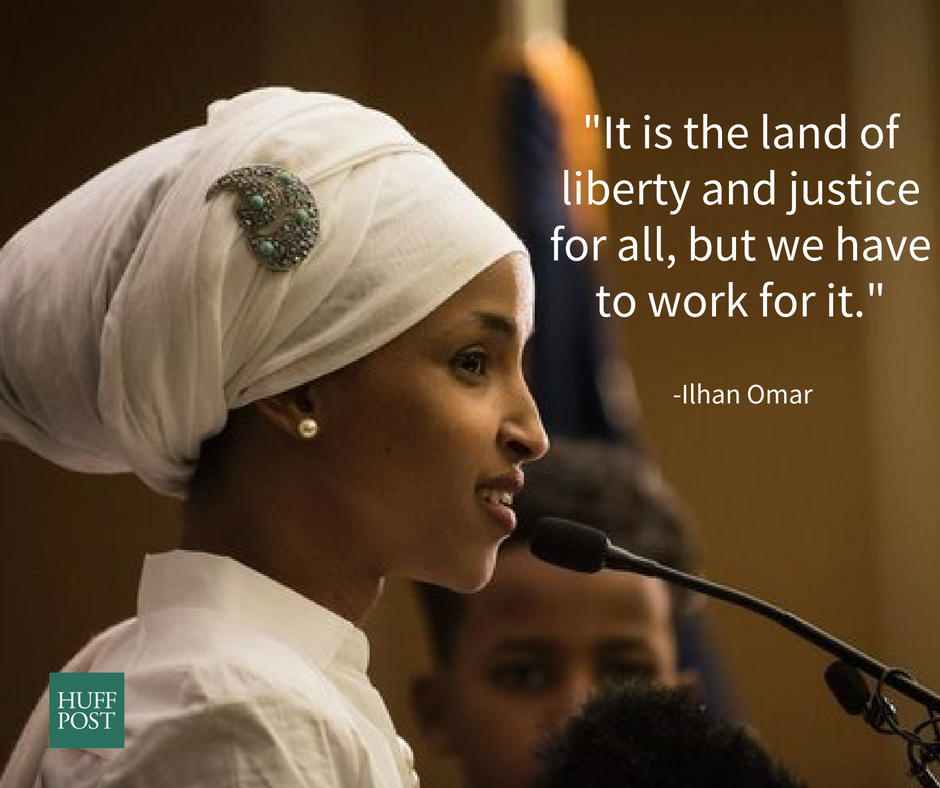 "It is the land of
liberty and justice
for all, but we have
to work for it."
-Ilhan Omar
HUFF
POST